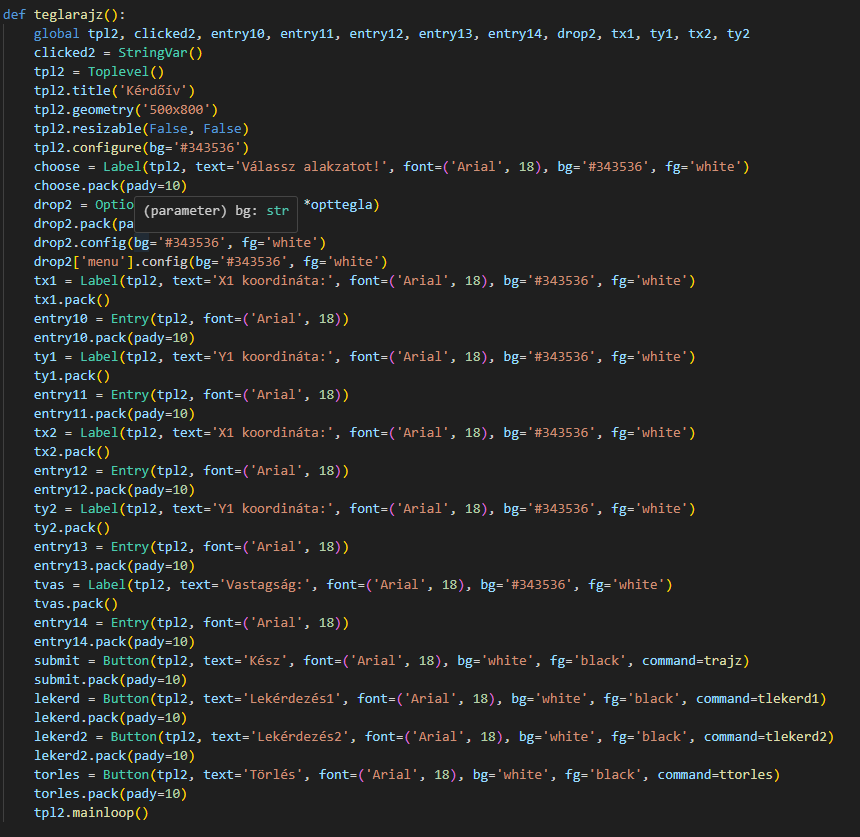 def teglarajz():
    global tpl2, clicked2, entry10, entry11, entry12, entry13, entry14, drop2, tx1, ty1, tx2, ty2
    clicked2 = StringVar()
    tpl2 = Toplevel()
    tpl2.title('Kérdőív')
    tpl2.geometry('500x800')
    tpl2.resizable(False, False)
    tpl2.configure(bg='#343536')
    choose = Label(tpl2, text='Válassz alakzatot!', font=('Arial', 18), bg='#343536', fg='white')
    choose.pack(pady=10)
    drop2 = Optio *opttegla)
(parameter) bg: str
    drop2.pack(pa
    drop2.config(bg='#343536', fg='white')
    drop2['menu'].config(bg='#343536', fg='white')
    tx1 = Label(tpl2, text='X1 koordináta:', font=('Arial', 18), bg='#343536', fg='white')
    tx1.pack()
    entry10 = Entry(tpl2, font=('Arial', 18))
    entry10.pack(pady=10)
    ty1 = Label(tpl2, text='Y1 koordináta:', font=('Arial', 18), bg='#343536', fg='white')
    ty1.pack()
    entry11 = Entry(tpl2, font=('Arial', 18))
    entry11.pack(pady=10)
    tx2 = Label(tpl2, text='X1 koordináta:', font=('Arial', 18), bg='#343536', fg='white')
    tx2.pack()
    entry12 = Entry(tpl2, font=('Arial', 18))
    entry12.pack(pady=10)
    ty2 = Label(tpl2, text='Y1 koordináta:', font=('Arial', 18), bg='#343536', fg='white')
    ty2.pack()
    entry13 = Entry(tpl2, font=('Arial', 18))
    entry13.pack(pady=10)
    tvas = Label(tpl2, text='Vastagság:', font=('Arial', 18), bg='#343536', fg='white')
    tvas.pack()
    entry14 = Entry(tpl2, font=('Arial', 18))
    entry14.pack(pady=10)
    submit = Button(tpl2, text='Kész', font=('Arial', 18), bg='white', fg='black', command=trajz)
    submit.pack(pady=10)
    lekerd = Button(tpl2, text='Lekérdezés1', font=('Arial', 18), bg='white', fg='black', command=tlekerd1)
    lekerd.pack(pady=10)
    lekerd2 = Button(tpl2, text='Lekérdezés2', font=('Arial', 18), bg='white', fg='black', command=tlekerd2)
    lekerd2.pack(pady=10)
    torles = Button(tpl2, text='Törlés', font=('Arial', 18), bg='white', fg='black', command=ttorles)
    torles.pack(pady=10)
    tpl2.mainloop()